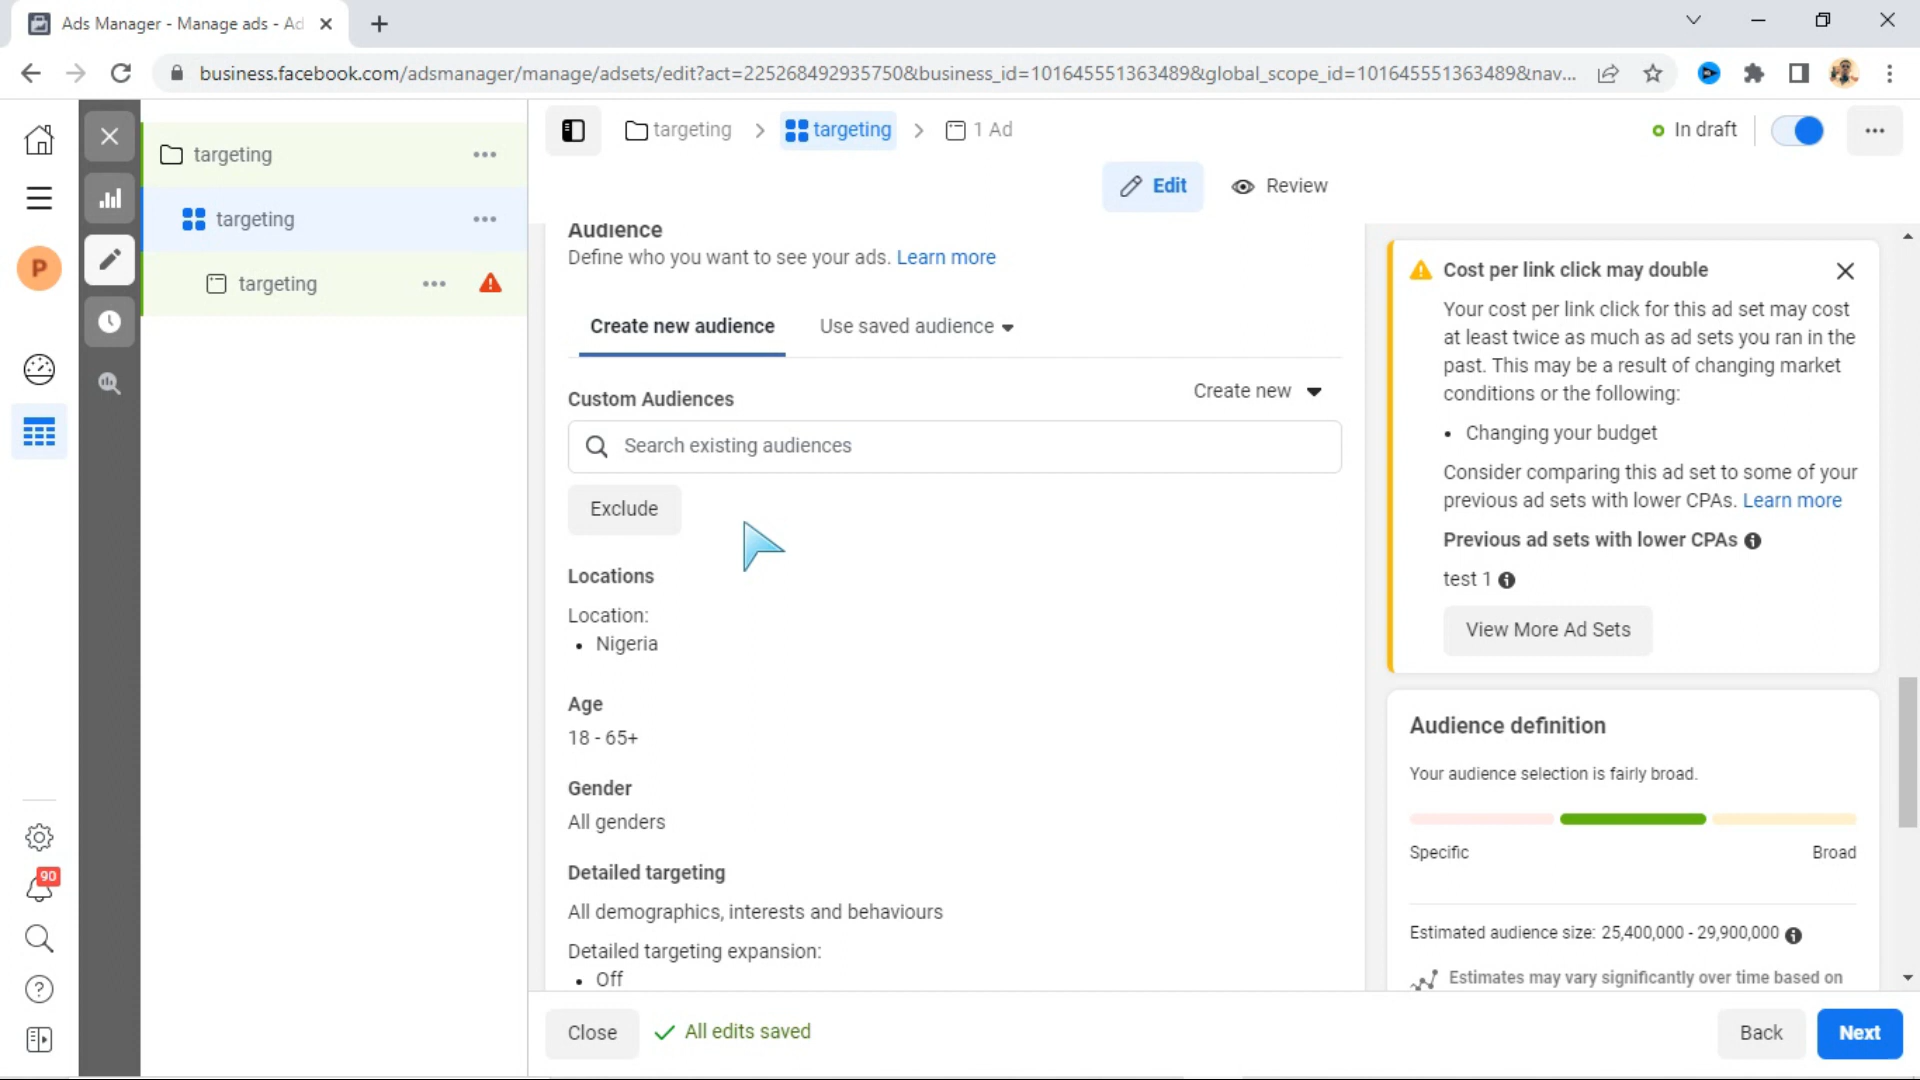 Ads Manager - Manage ads - Ad
business.facebook.com/adsmanager/manage/adsets/edit?act=225268492935750&business_id=101645551363489&global_scope_id=101645551363489&nav...
P
90
targeting
targeting
targeting
targeting
targeting
1 Ad
In draft
Edit
Review
Audience
Define who you want to see your ads. Learn more
Create new audience
Use saved audience
Custom Audiences
Create new
Search existing audiences
Exclude
Locations
Location:
• Nigeria
Age
18 - 65+
Gender
All genders
Detailed targeting
All demographics, interests and behaviours
Detailed targeting expansion:
• Off
Cost per link click may double
Your cost per link click for this ad set may cost
at least twice as much as ad sets you ran in the
past. This may be a result of changing market
conditions or the following:
• Changing your budget
Consider comparing this ad set to some of your
previous ad sets with lower CPAs. Learn more
Previous ad sets with lower CPAs
test 1
View More Ad Sets
Audience definition
Your audience selection is fairly broad.
Specific
Broad
Estimated audience size: 25,400,000 - 29,900,000
Estimates may vary significantly over time based on
Close
All edits saved
Back
Next